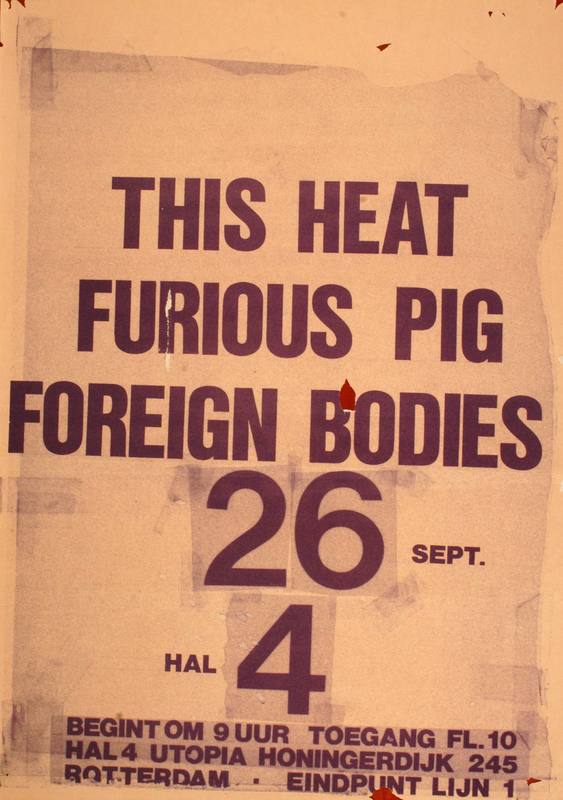 THIS HEAT
FURIOUS PIG
FOREIGN BODIES
26 SEPT.
HAL 4
BEGINT OM 9 UUR TOEGANG FL.10
HAL 4 UTOPIA HONINGERDIJK 245
ROTTERDAM · EINDPUNT LIJN 1